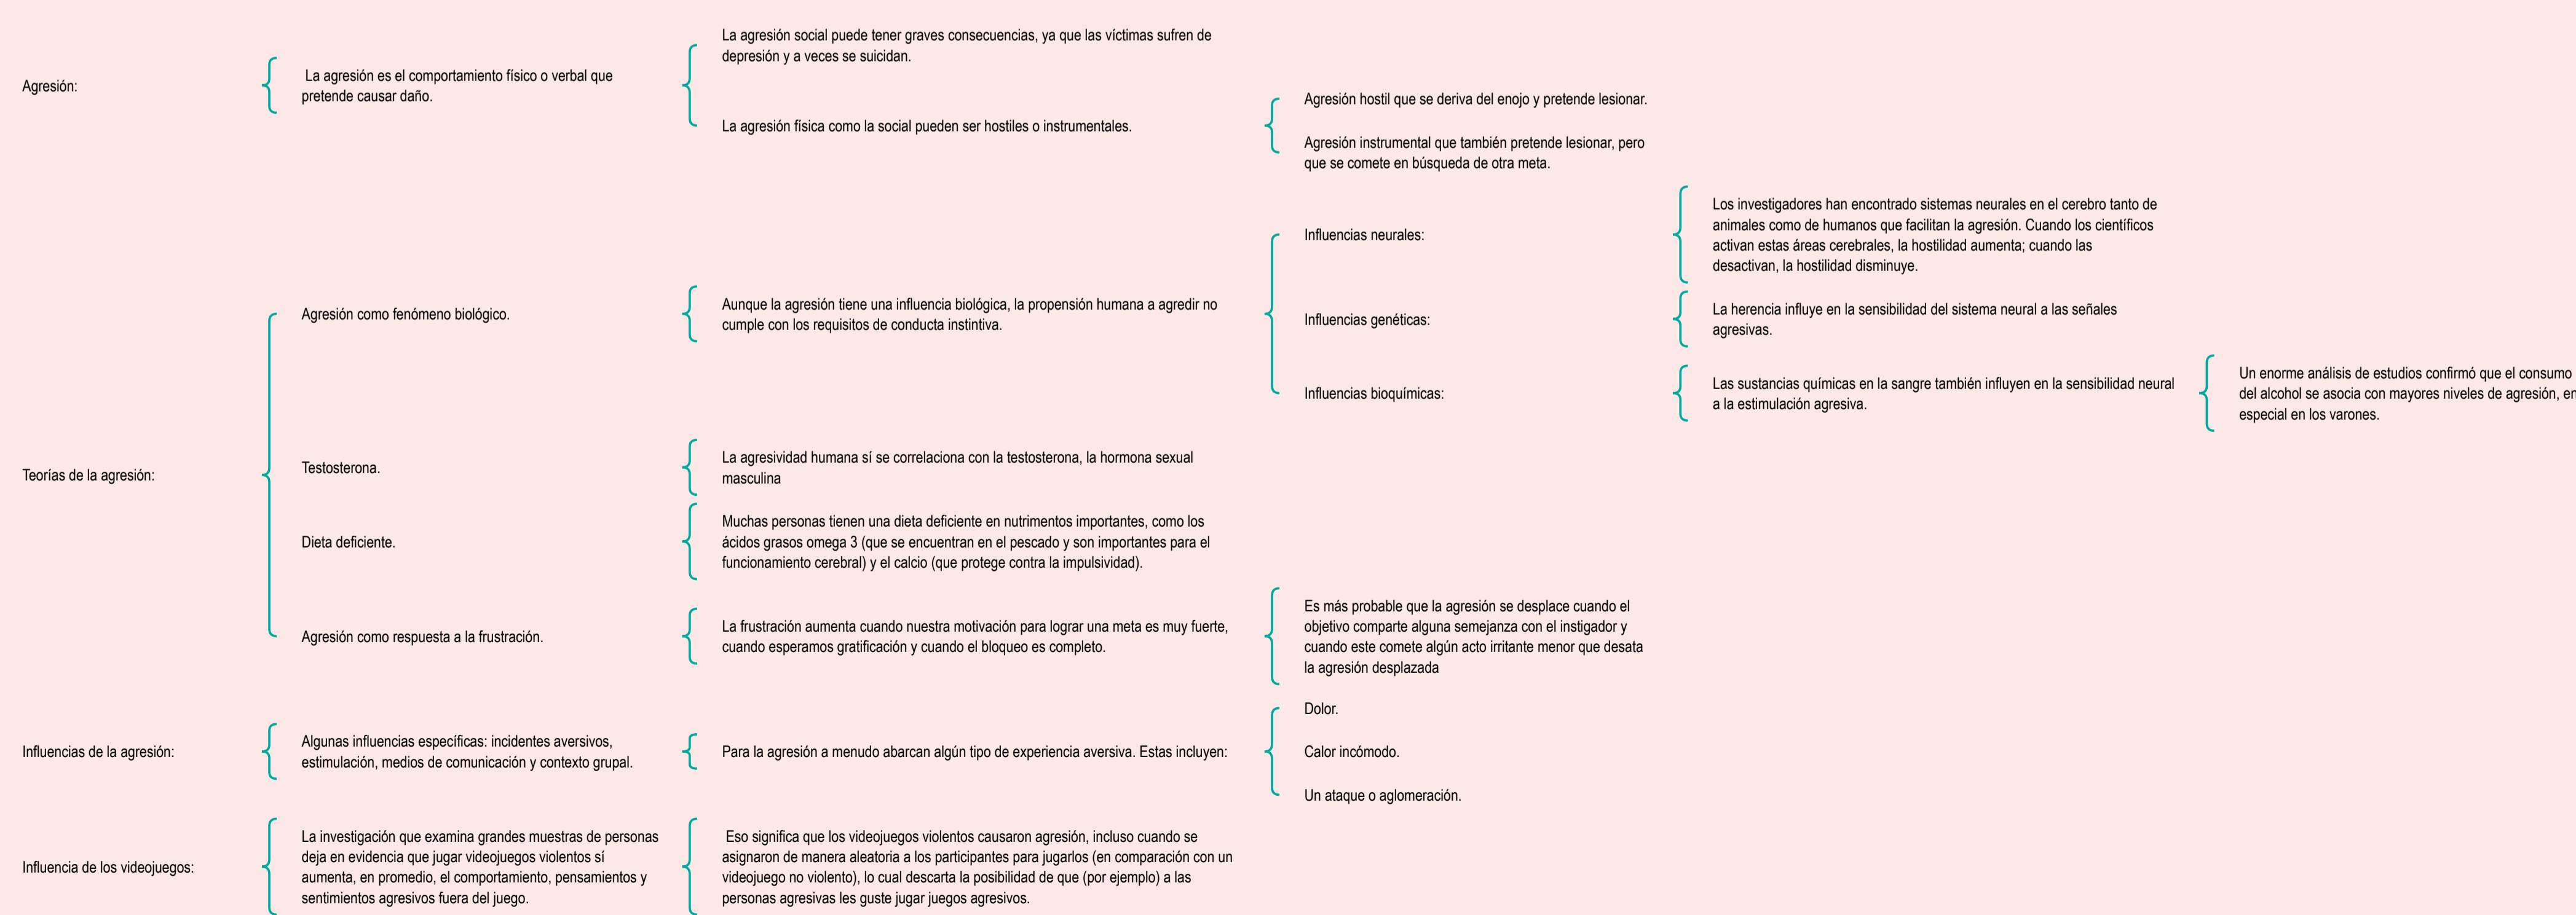 Agresión:
La agresión es el comportamiento físico o verbal que
pretende causar daño.
La agresión social puede tener graves consecuencias, ya que las víctimas sufren de
depresión y a veces se suicidan.
La agresión física como la social pueden ser hostiles o instrumentales.
Agresión hostil que se deriva del enojo y pretende lesionar.
Agresión instrumental que también pretende lesionar, pero
que se comete en búsqueda de otra meta.
Teorías de la agresión:
Agresión como fenómeno biológico.
Aunque la agresión tiene una influencia biológica, la propensión humana a agredir no
cumple con los requisitos de conducta instintiva.
Influencias neurales:
Los investigadores han encontrado sistemas neurales en el cerebro tanto de
animales como de humanos que facilitan la agresión. Cuando los científicos
activan estas áreas cerebrales, la hostilidad aumenta; cuando las
desactivan, la hostilidad disminuye.
Influencias genéticas:
La herencia influye en la sensibilidad del sistema neural a las señales
agresivas.
Influencias bioquímicas:
Las sustancias químicas en la sangre también influyen en la sensibilidad neural
a la estimulación agresiva.
Un enorme análisis de estudios confirmó que el consumo
del alcohol se asocia con mayores niveles de agresión, en
especial en los varones.
Testosterona.
La agresividad humana sí se correlaciona con la testosterona, la hormona sexual
masculina
Dieta deficiente.
Muchas personas tienen una dieta deficiente en nutrimentos importantes, como los
ácidos grasos omega 3 (que se encuentran en el pescado y son importantes para el
funcionamiento cerebral) y el calcio (que protege contra la impulsividad).
Agresión como respuesta a la frustración.
La frustración aumenta cuando nuestra motivación para lograr una meta es muy fuerte,
cuando esperamos gratificación y cuando el bloqueo es completo.
Es más probable que la agresión se desplace cuando el
objetivo comparte alguna semejanza con el instigador y
cuando este comete algún acto irritante menor que desata
la agresión desplazada
Influencias de la agresión:
Algunas influencias específicas: incidentes aversivos,
estimulación, medios de comunicación y contexto grupal.
Para la agresión a menudo abarcan algún tipo de experiencia aversiva. Estas incluyen:
Dolor.
Calor incómodo.
Un ataque o aglomeración.
Influencia de los videojuegos:
La investigación que examina grandes muestras de personas
deja en evidencia que jugar videojuegos violentos sí
aumenta, en promedio, el comportamiento, pensamientos y
sentimientos agresivos fuera del juego.
Eso significa que los videojuegos violentos causaron agresión, incluso cuando se
asignaron de manera aleatoria a los participantes para jugarlos (en comparación con un
videojuego no violento), lo cual descarta la posibilidad de que (por ejemplo) a las
personas agresivas les guste jugar juegos agresivos.